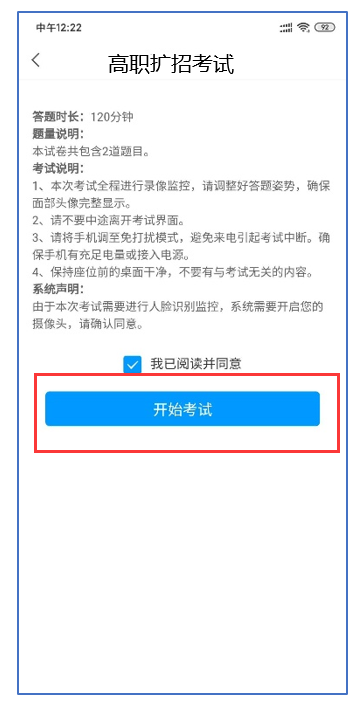 中午12:22
92
高职扩招考试
答题时长：120分钟
题量说明：
本试卷共包含2道题目。
考试说明：
1、本次考试全程进行录像监控，请调整好答题姿势，确保
面部头像完整显示。
2、请不要中途离开考试界面。
3、请将手机调至免打扰模式，避免来电引起考试中断。确
保手机有充足电量或接入电源。
4、保持座位前的桌面干净，不要有与考试无关的内容。
系统声明：
由于本次考试需要进行人脸识别监控，系统需要开启您的
摄像头，请确认同意。
我已阅读并同意
开始考试